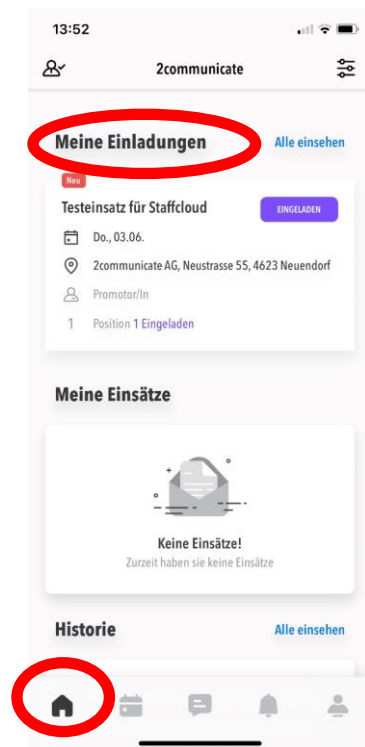 13:52
2communicate
Meine Einladungen Alle einsehen
Neu
Testeinsatz für Staffcloud EINGELADEN
Do., 03.06.
2communicate AG, Neustrasse 55, 4623 Neuendorf
Promotor/In
1 Position 1 Eingeladen
Meine Einsätze
Keine Einsätze!
Zurzeit haben sie keine Einsätze
Historie Alle einsehen